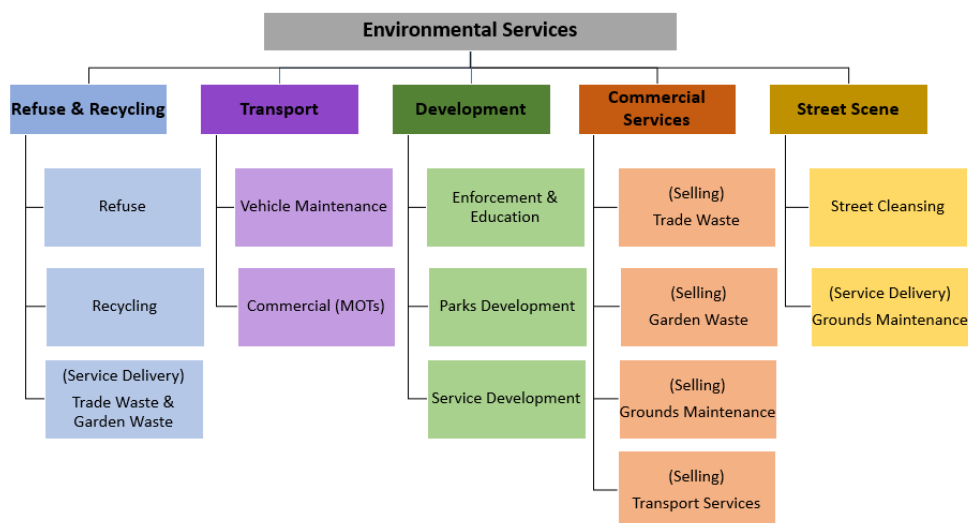 Environmental Services
Refuse & Recycling
Transport
Development
Commercial
Services
Street Scene
Refuse
Vehicle Maintenance
Enforcement &
Education
(Selling)
Trade Waste
Street Cleansing
Recycling
Commercial (MOTs)
Parks Development
(Selling)
Garden Waste
(Service Delivery)
Grounds Maintenance
(Service Delivery)
Trade Waste &
Garden Waste
Service Development
(Selling)
Grounds Maintenance
(Selling)
Transport Services